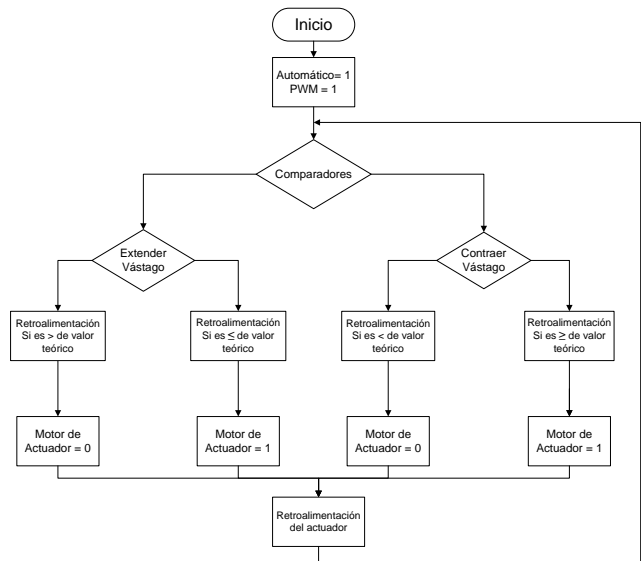 Inicio
Automático= 1
PWM = 1
Comparadores
Extender
Vástago
Contraer
Vástago
Retroalimentación
Si es > de valor
teórico
Retroalimentación
Si es ≤ de valor
teórico
Retroalimentación
Si es < de valor
teórico
Retroalimentación
Si es ≥ de valor
teórico
Motor de
Actuador = 0
Motor de
Actuador = 1
Motor de
Actuador = 0
Motor de
Actuador = 1
Retroalimentación
del actuador